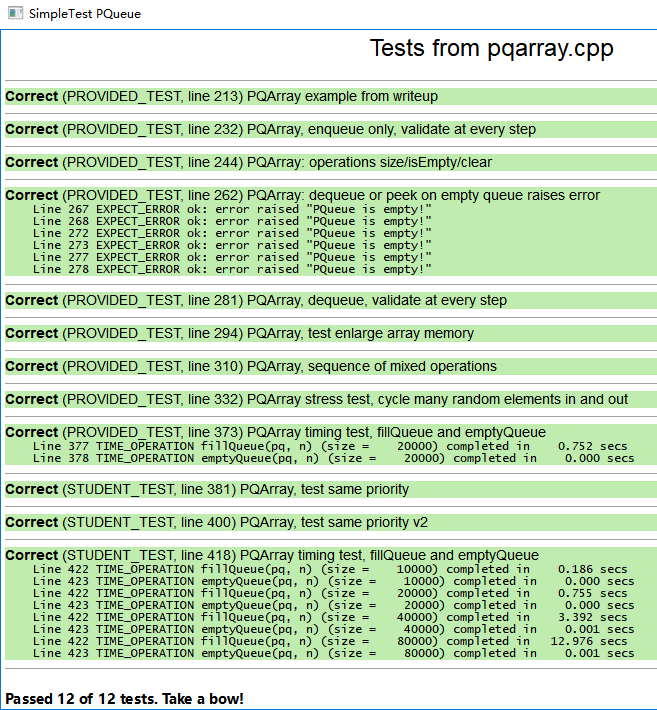 SimpleTest PQueue
Tests from pqarray.cpp
Correct (PROVIDED_TEST, line 213) PQArray example from writeup
Correct (PROVIDED_TEST, line 232) PQArray, enqueue only, validate at every step
Correct (PROVIDED_TEST, line 244) PQArray: operations size/isEmpty/clear
Correct (PROVIDED_TEST, line 262) PQArray: dequeue or peek on empty queue raises error
Line 267 EXPECT_ERROR ok: error raised "PQueue is empty!"
Line 268 EXPECT_ERROR ok: error raised "PQueue is empty!"
Line 272 EXPECT_ERROR ok: error raised "PQueue is empty!"
Line 273 EXPECT_ERROR ok: error raised "PQueue is empty!"
Line 277 EXPECT_ERROR ok: error raised "PQueue is empty!"
Line 278 EXPECT_ERROR ok: error raised "PQueue is empty!"
Correct (PROVIDED_TEST, line 281) PQArray, dequeue, validate at every step
Correct (PROVIDED_TEST, line 294) PQArray, test enlarge array memory
Correct (PROVIDED_TEST, line 310) PQArray, sequence of mixed operations
Correct (PROVIDED_TEST, line 332) PQArray stress test, cycle many random elements in and out
Correct (PROVIDED_TEST, line 373) PQArray timing test, fillQueue and emptyQueue
Line 377 TIME_OPERATION fillQueue(pq, n) (size = 20000) completed in 0.752 secs
Line 378 TIME_OPERATION emptyQueue(pq, n) (size = 20000) completed in 0.000 secs
Correct (STUDENT_TEST, line 381) PQArray, test same priority
Correct (STUDENT_TEST, line 400) PQArray, test same priority v2
Correct (STUDENT_TEST, line 418) PQArray timing test, fillQueue and emptyQueue
Line 422 TIME_OPERATION fillQueue(pq, n) (size = 10000) completed in 0.186 secs
Line 423 TIME_OPERATION emptyQueue(pq, n) (size = 10000) completed in 0.000 secs
Line 422 TIME_OPERATION fillQueue(pq, n) (size = 20000) completed in 0.755 secs
Line 423 TIME_OPERATION emptyQueue(pq, n) (size = 20000) completed in 0.000 secs
Line 422 TIME_OPERATION fillQueue(pq, n) (size = 40000) completed in 3.392 secs
Line 423 TIME_OPERATION emptyQueue(pq, n) (size = 40000) completed in 0.001 secs
Line 422 TIME_OPERATION fillQueue(pq, n) (size = 80000) completed in 12.976 secs
Line 423 TIME_OPERATION emptyQueue(pq, n) (size = 80000) completed in 0.001 secs
Passed 12 of 12 tests. Take a bow!